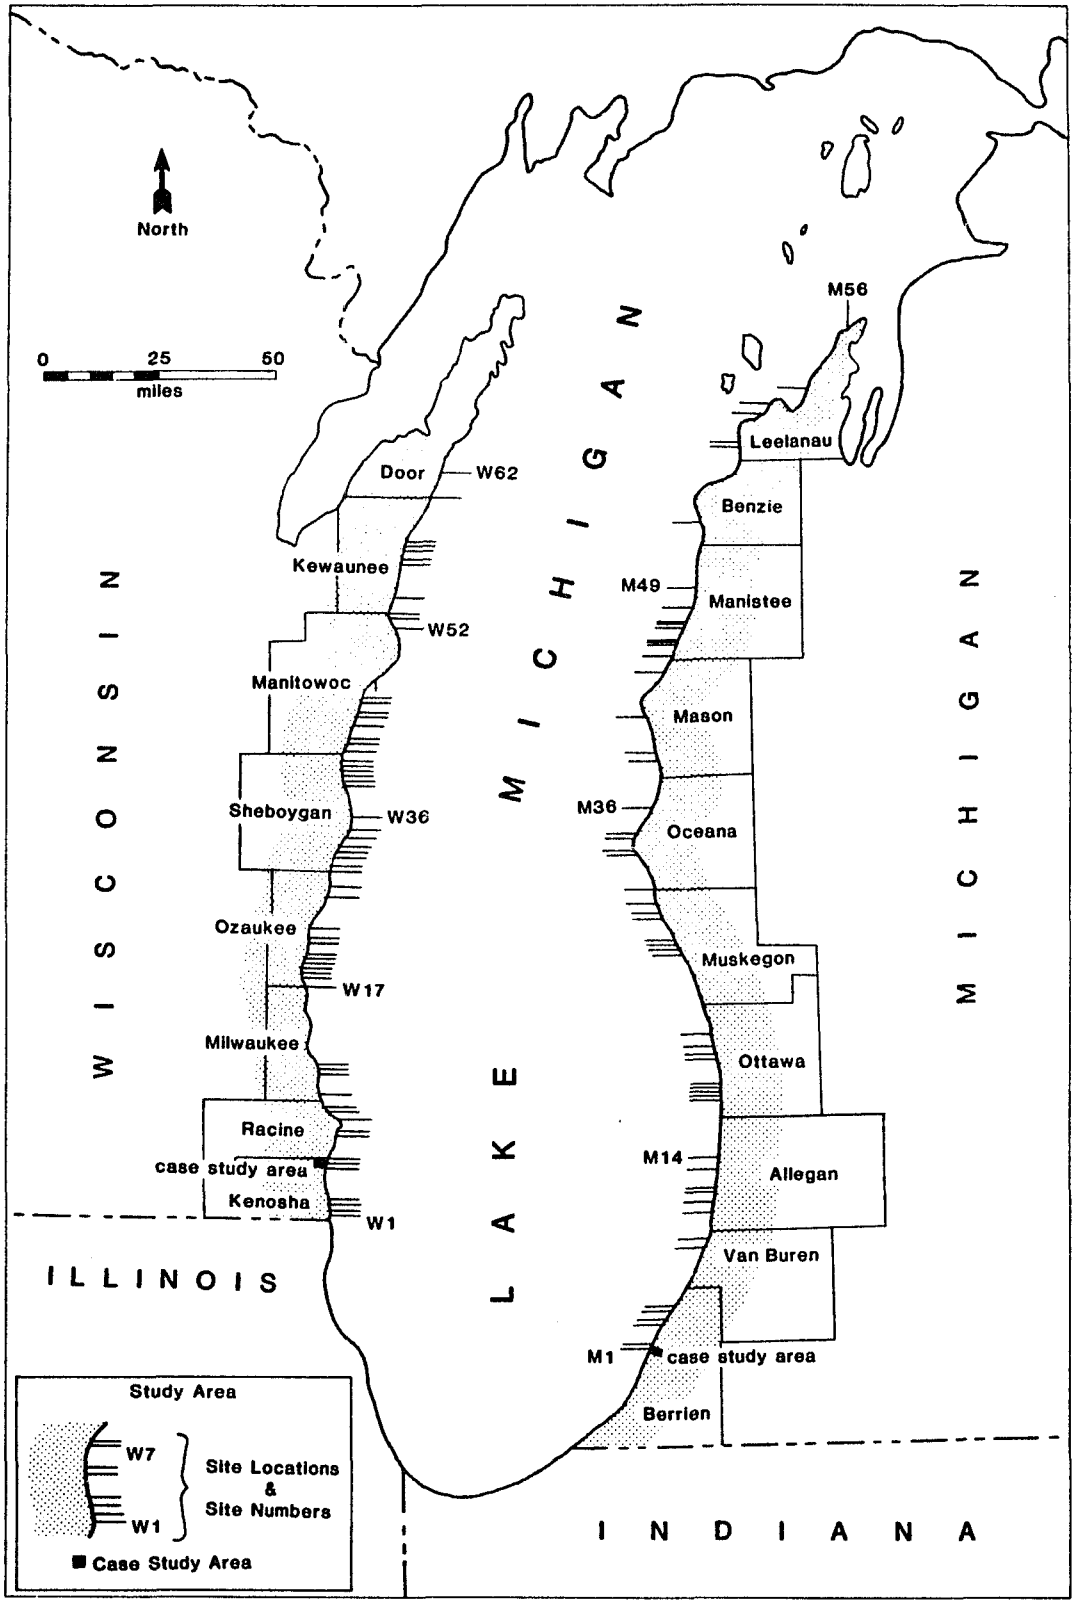 North
0 25 50
miles
M56
Leelanau
Door
W62
Benzie
Kewaunee
M49
Manistee
W52
Manitowoc
Mason
Sheboygan
W36
M36
Oceana
Ozaukee
Muskegon
W17
Milwaukee
Ottawa
Racine
case study area
M14
Allegan
Kenosha
W1
Van Buren
M1
case study area
Berrien
WISCONSIN
LAKE MICHIGAN
MICHIGAN
ILLINOIS
INDIANA
Study Area
W7
W1
Site Locations
&
Site Numbers
Case Study Area